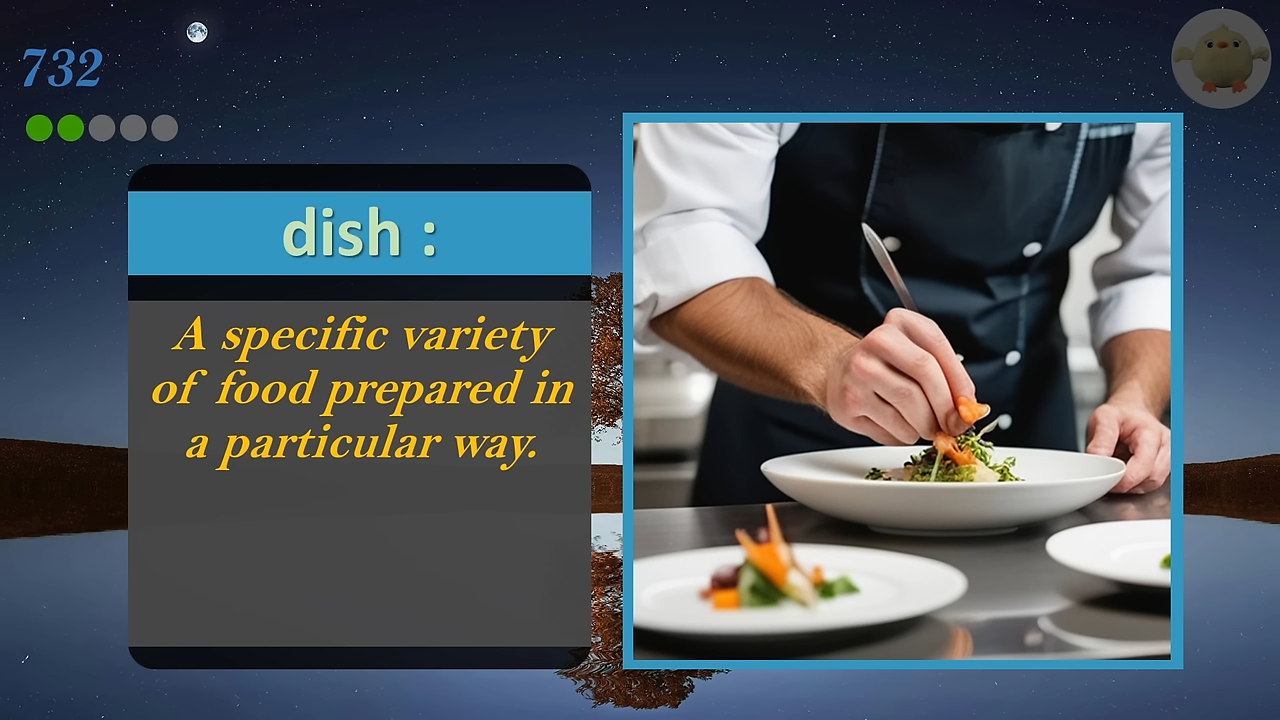 732
dish :
A specific variety
of food prepared in
a particular way.